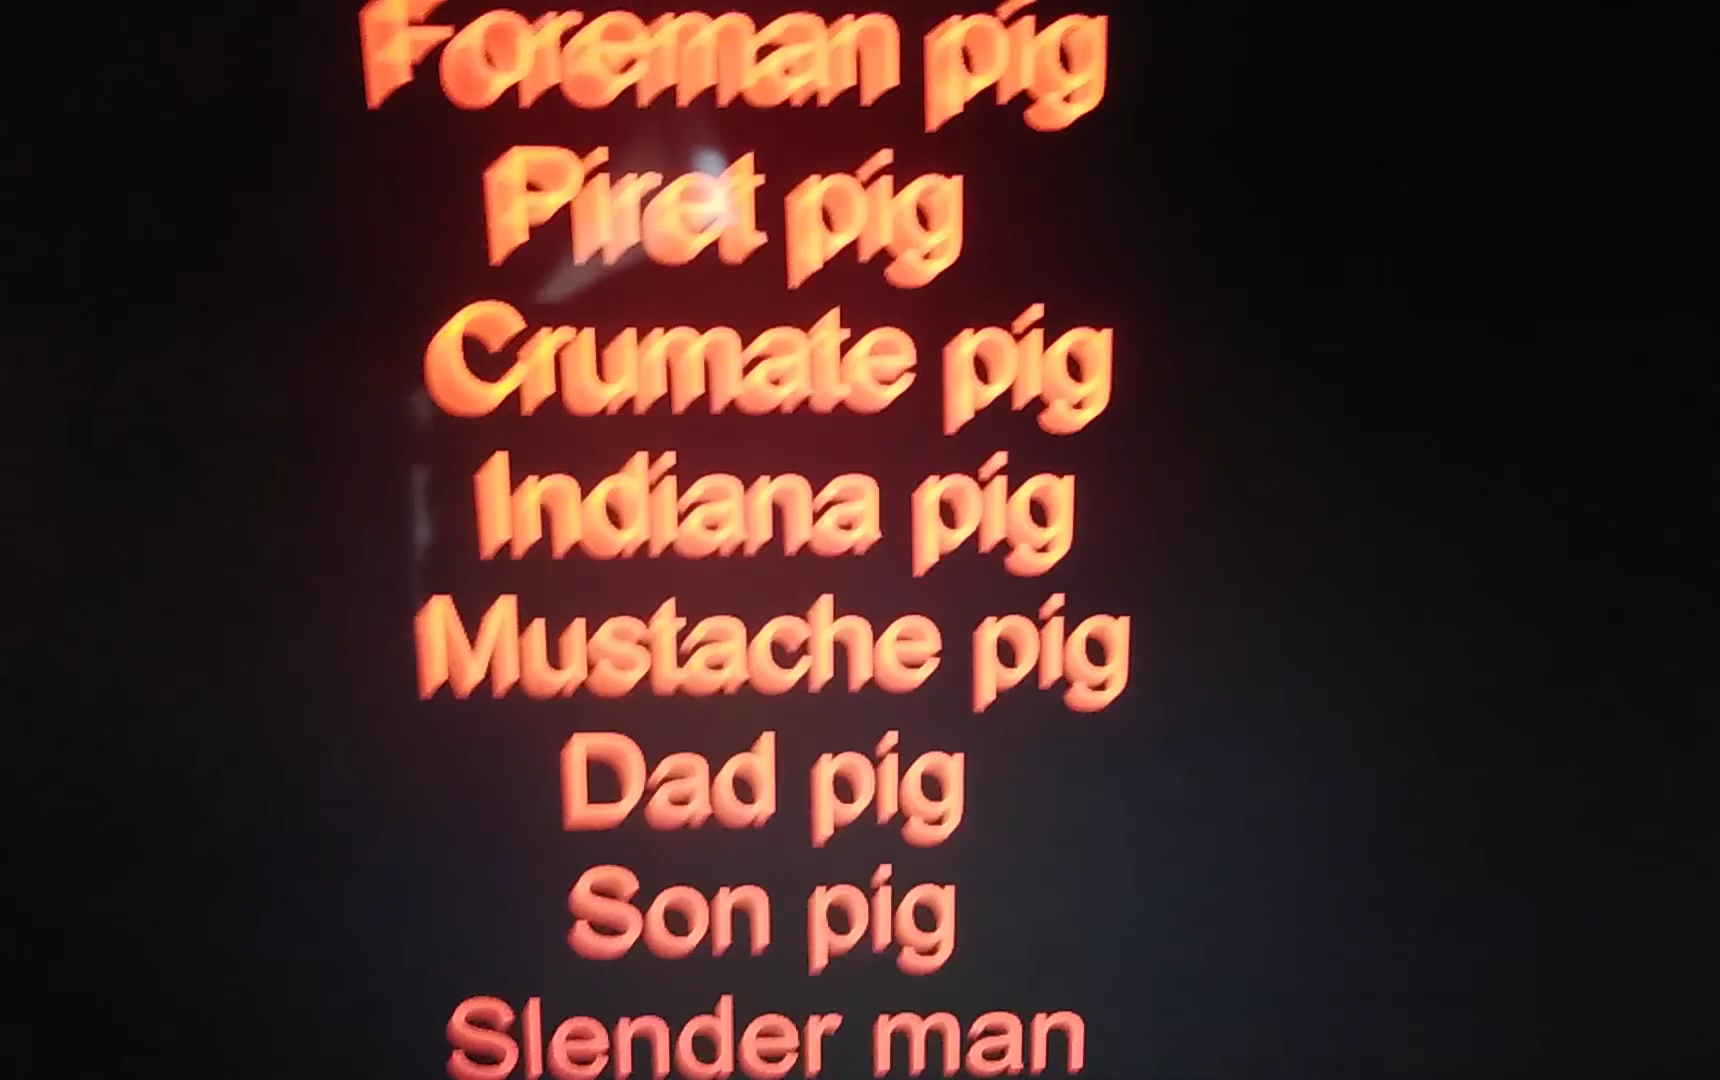 Foreman pig
Piret pig
Crumate pig
Indiana pig
Mustache pig
Dad pig
Son pig
Slender man